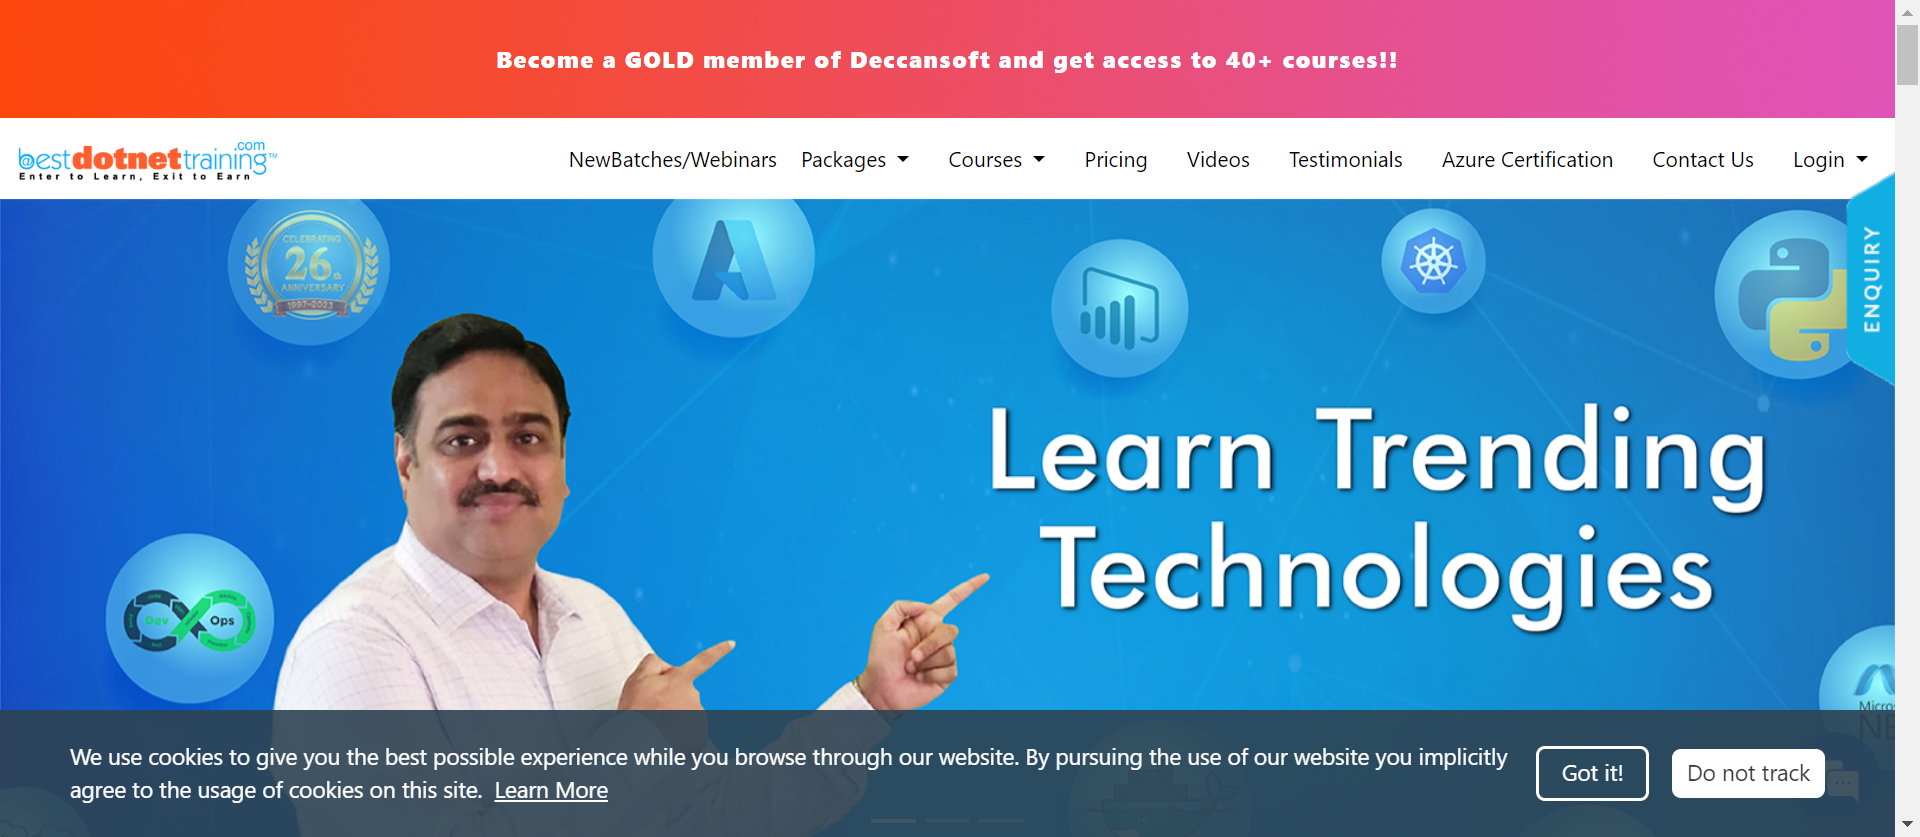 Become a GOLD member of Deccansoft and get access to 40+ courses!!
@bestdotnettraining.com™
Enter to Learn, Exit to Earn
NewBatches/Webinars Packages Courses Pricing Videos Testimonials Azure Certification Contact Us Login
ENQUIRY
CELEBRATING
26th
ANNIVERSARY
1997-2023
Learn Trending
Technologies
Dev Ops
We use cookies to give you the best possible experience while you browse through our website. By pursuing the use of our website you implicitly
agree to the usage of cookies on this site. Learn More
Got it!
Do not track